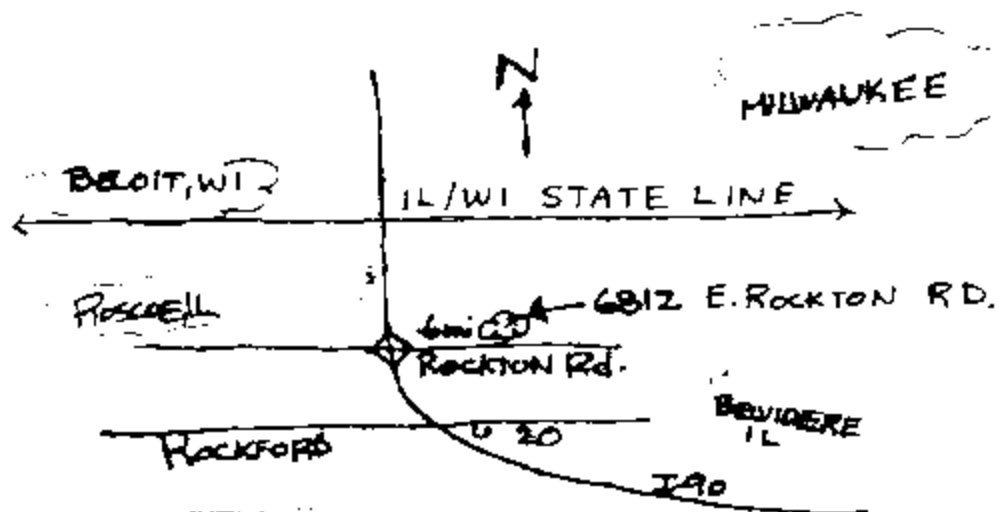 N
MILWAUKEE
BELOIT, WI
IL/WI STATE LINE
ROSCOE IL
6812 E. ROCKTON RD.
6mi
ROCKTON Rd.
BELVIDERE
IL
20
ROCKFORD
I90